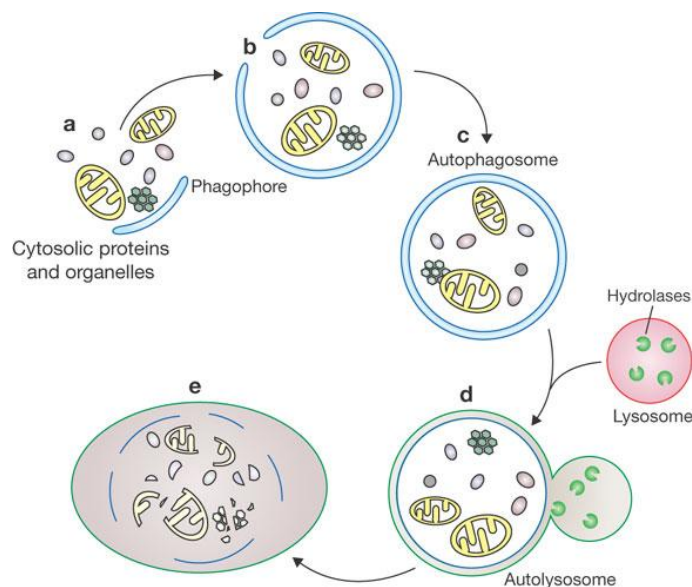 a
b
Phagophore
Cytosolic proteins
and organelles
c
Autophagosome
Hydrolases
Lysosome
d
Autolysosome
e